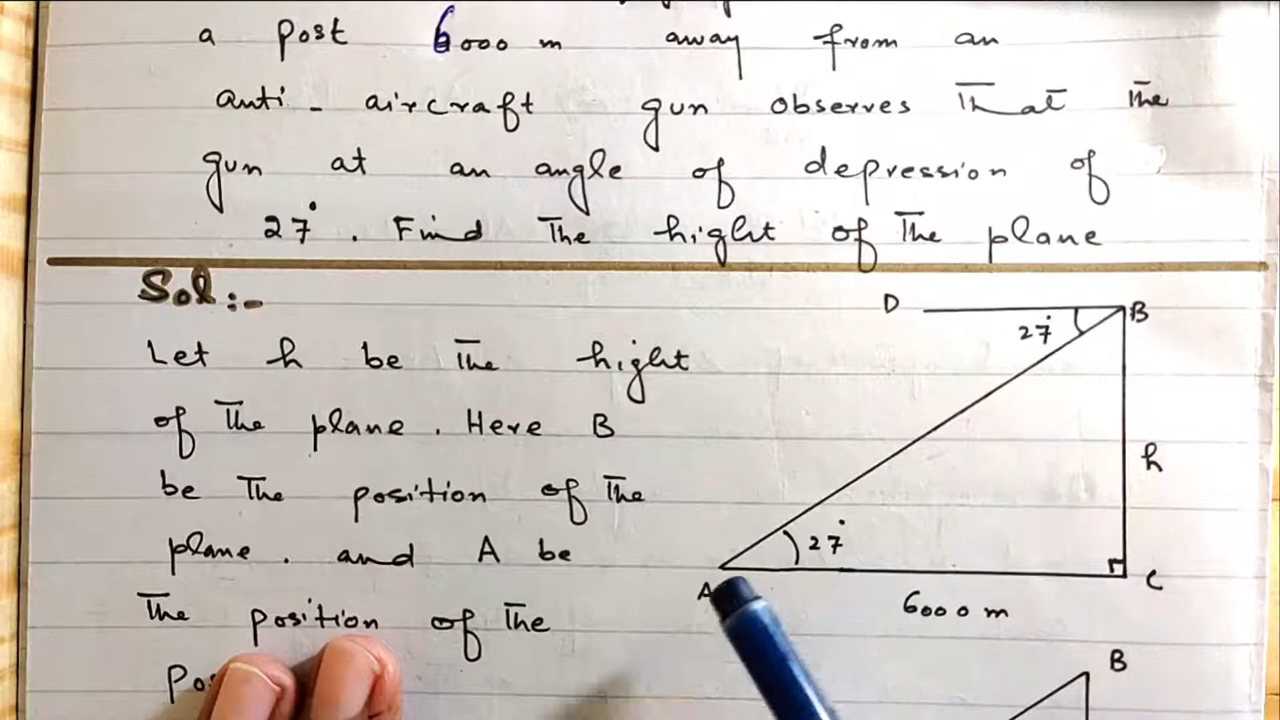 a post 6000 m away from an
anti - aircraft gun observes That The
gun at an angle of depression of
27°. Find The hight of The plane
Sol:-
Let h be The hight
of The plane. Here B
be The position of The
plane. and A be
The position of The
D
27°
B
h
27°
A
C
6000 m
B